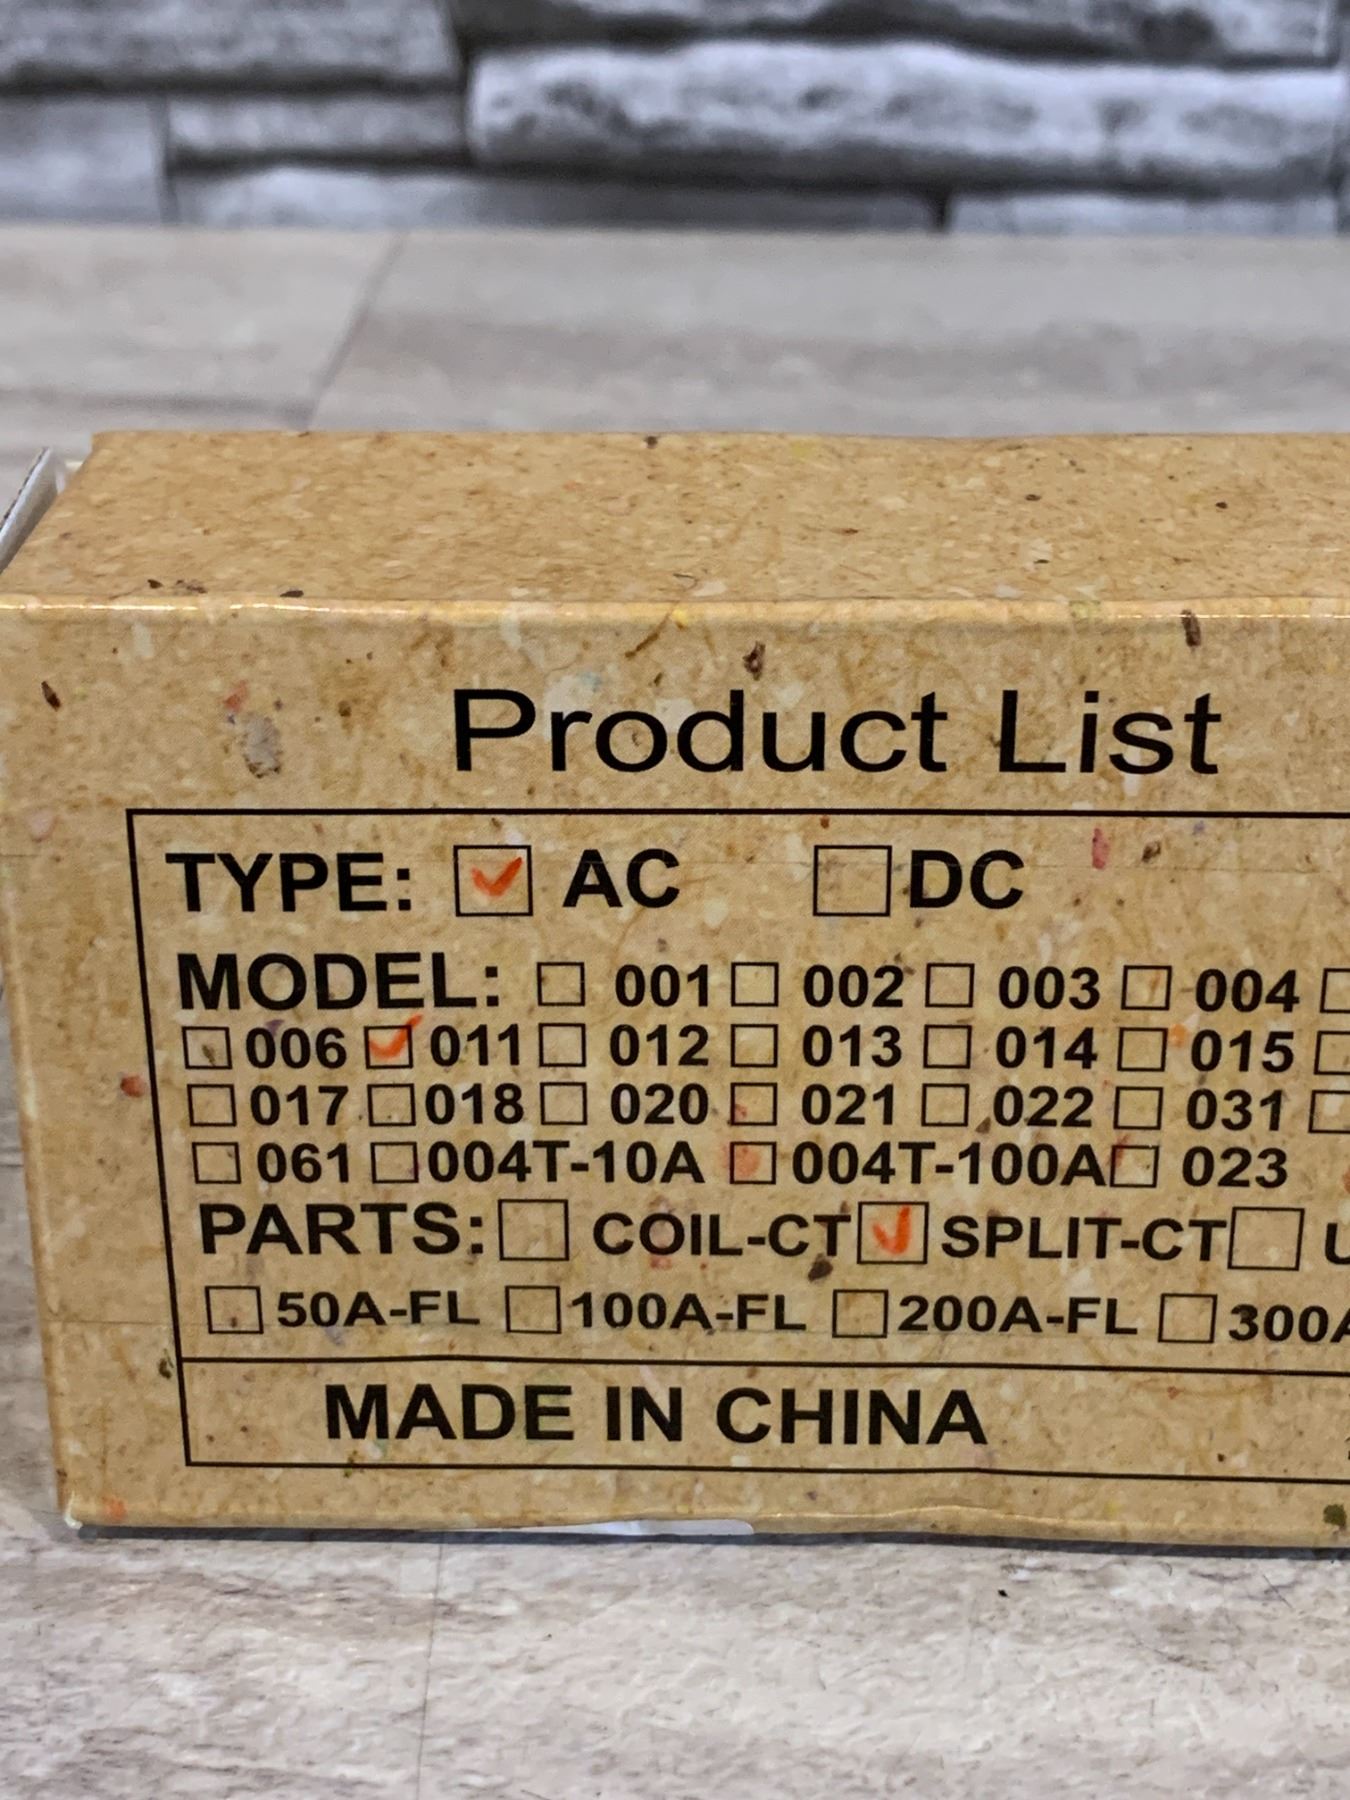 Product List
TYPE: ☑ AC ☐ DC
MODEL: ☐ 001 ☐ 002 ☐ 003 ☐ 004 ☐
☐ 006 ☑ 011 ☐ 012 ☐ 013 ☐ 014 ☐ 015 ☐
☐ 017 ☐ 018 ☐ 020 ☐ 021 ☐ 022 ☐ 031 ☐
☐ 061 ☐ 004T-10A ☐ 004T-100A ☐ 023
PARTS: ☐ COIL-CT ☑ SPLIT-CT ☐
☐ 50A-FL ☐ 100A-FL ☐ 200A-FL ☐ 300A
MADE IN CHINA